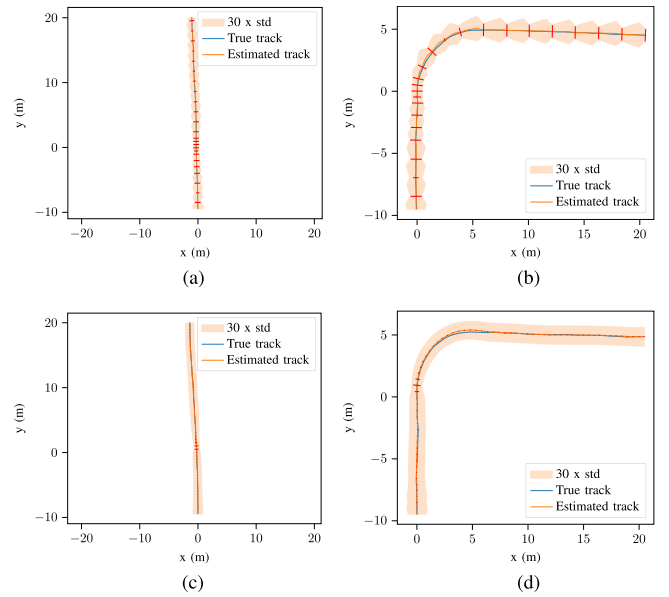 20
10
0
−10
y (m)
30 x std
True track
Estimated track
−20
−10
0
10
20
x (m)
(a)
5
0
−5
−10
y (m)
30 x std
True track
Estimated track
0
5
10
15
20
x (m)
(b)
20
10
0
−10
y (m)
30 x std
True track
Estimated track
−20
−10
0
10
20
x (m)
(c)
5
0
−5
−10
y (m)
30 x std
True track
Estimated track
0
5
10
15
20
x (m)
(d)